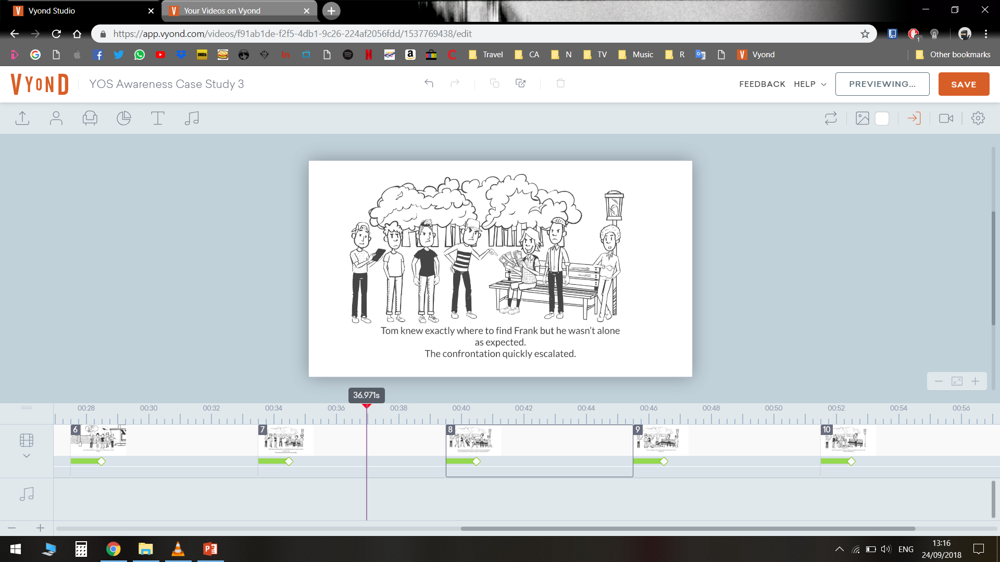 Vyond Studio
Your Videos on Vyond
https://app.vyond.com/videos/f91ab1de-f2f5-4db1-9c26-224af2056fdd/1537769438/edit
1
IMDb
in
N
a
C
Travel
CA
N
TV
Music
R
Vyond
Other bookmarks
VYOND
YOS Awareness Case Study 3
FEEDBACK
HELP
PREVIEWING...
SAVE
Tom knew exactly where to find Frank but he wasn't alone
as expected.
The confrontation quickly escalated.
36.971s
00:28 00:30 00:32 00:34 00:36 00:38 00:40 00:42 00:44 00:46 00:48 00:50 00:52 00:54 00:56
6 7 8 9 10
ENG
13:16
24/09/2018